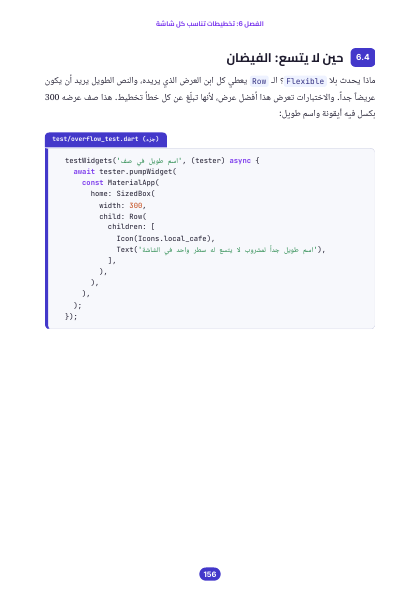 الفصل 6: تخطيطات تناسب كل شاشة
6.4 حين لا يتسع: الفيضان
ماذا يحدث بلا Flexible ؟ الـ Row يعطي كل ابن العرض الذي يريده، والنص الطويل يريد أن يكون
عريضاً جداً. والاختبارات تعرض هذا أفضل عرض، لأنها تبلّغ عن كل خطأ تخطيط. هذا صف عرضه 300
بكسل فيه أيقونة واسم طويل:
test/overflow_test.dart (جزء)
testWidgets('اسم طويل في صف', (tester) async {
  await tester.pumpWidget(
    const MaterialApp(
      home: SizedBox(
        width: 300,
        child: Row(
          children: [
            Icon(Icons.local_cafe),
            Text('اسم طويل جداً لمشروب لا يتسع له سطر واحد في الشاشة'),
          ],
        ),
      ),
    ),
  );
});
156